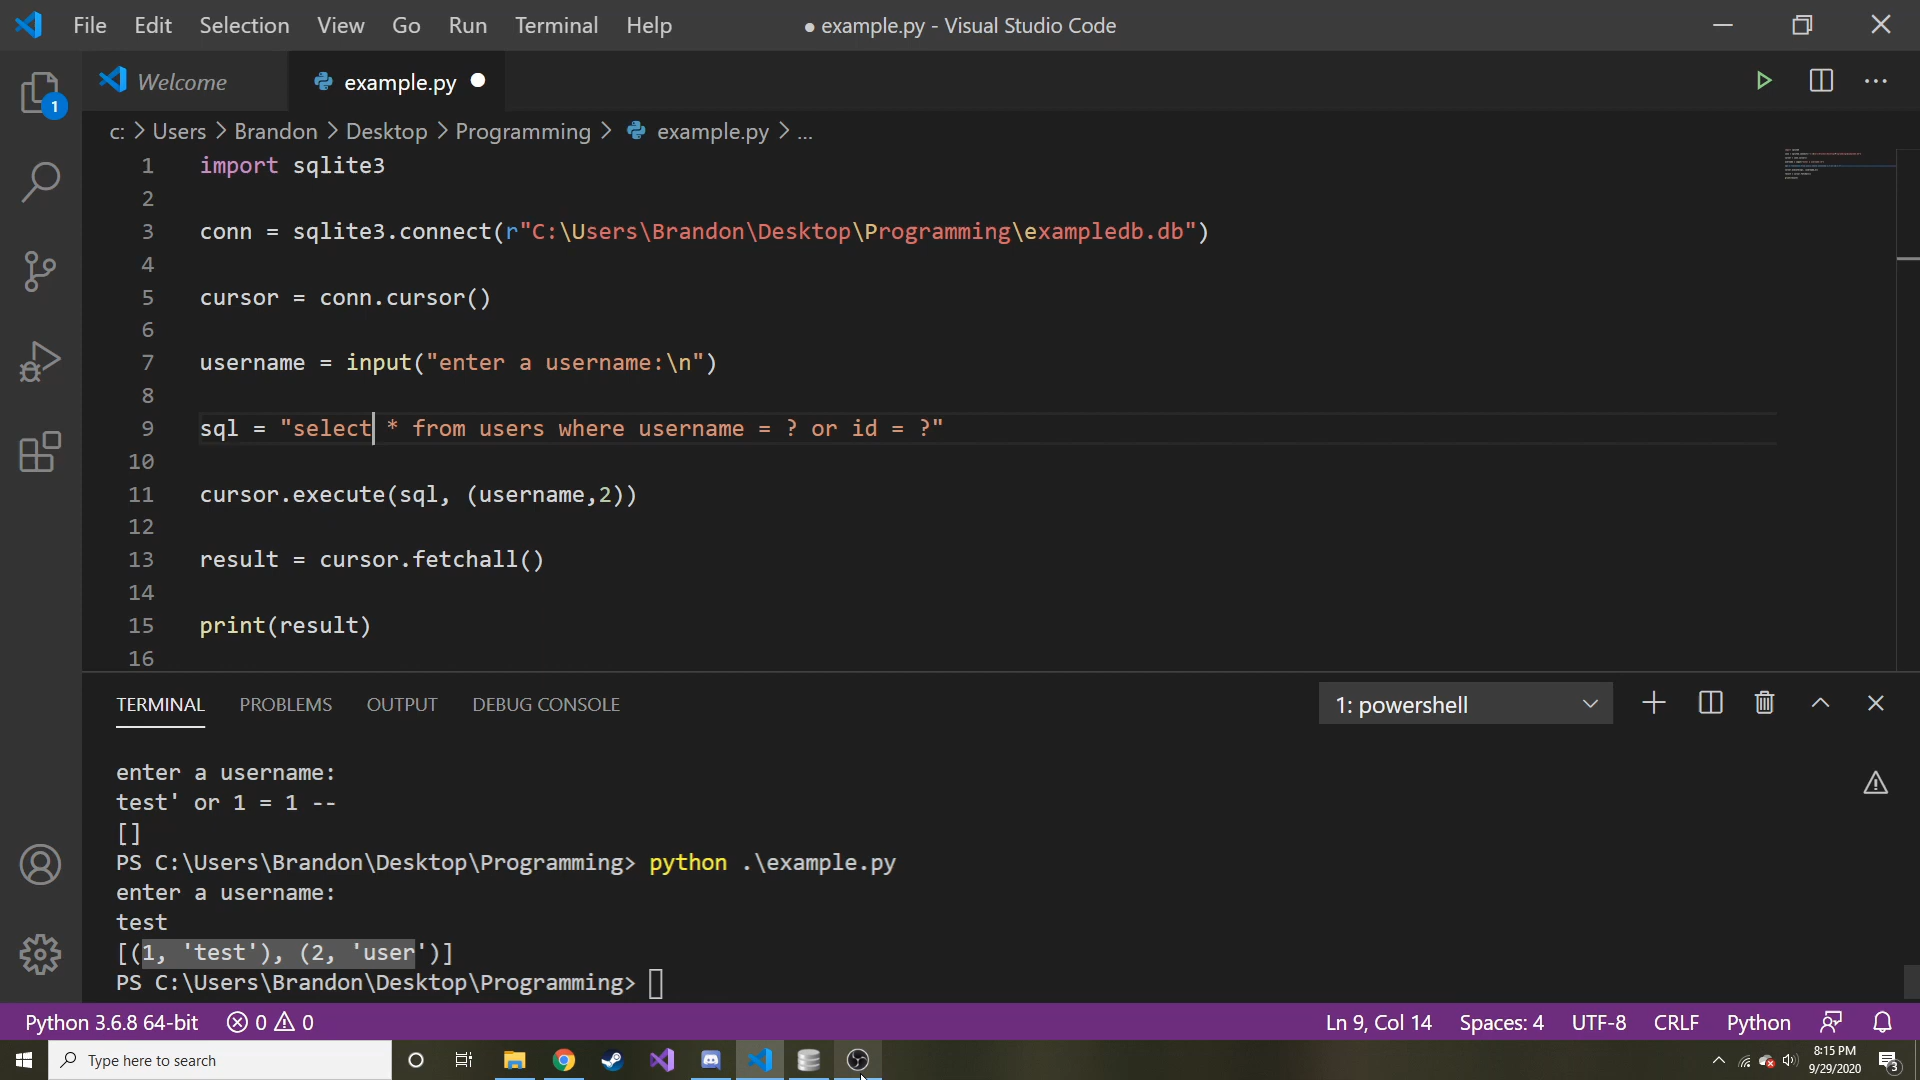 File Edit Selection View Go Run Terminal Help ● example.py - Visual Studio Code
1
Welcome example.py
c: > Users > Brandon > Desktop > Programming > example.py > ...
1 import sqlite3
2
3 conn = sqlite3.connect(r"C:\Users\Brandon\Desktop\Programming\exampledb.db")
4
5 cursor = conn.cursor()
6
7 username = input("enter a username:\n")
8
9 sql = "select * from users where username = ? or id = ?"
10
11 cursor.execute(sql, (username,2))
12
13 result = cursor.fetchall()
14
15 print(result)
16
TERMINAL PROBLEMS OUTPUT DEBUG CONSOLE 1: powershell
enter a username:
test' or 1 = 1 --
[]
PS C:\Users\Brandon\Desktop\Programming> python .\example.py
enter a username:
test
[(1, 'test'), (2, 'user')]
PS C:\Users\Brandon\Desktop\Programming>
Python 3.6.8 64-bit 0 0 Ln 9, Col 14 Spaces: 4 UTF-8 CRLF Python
Type here to search
8:15 PM
9/29/2020
3